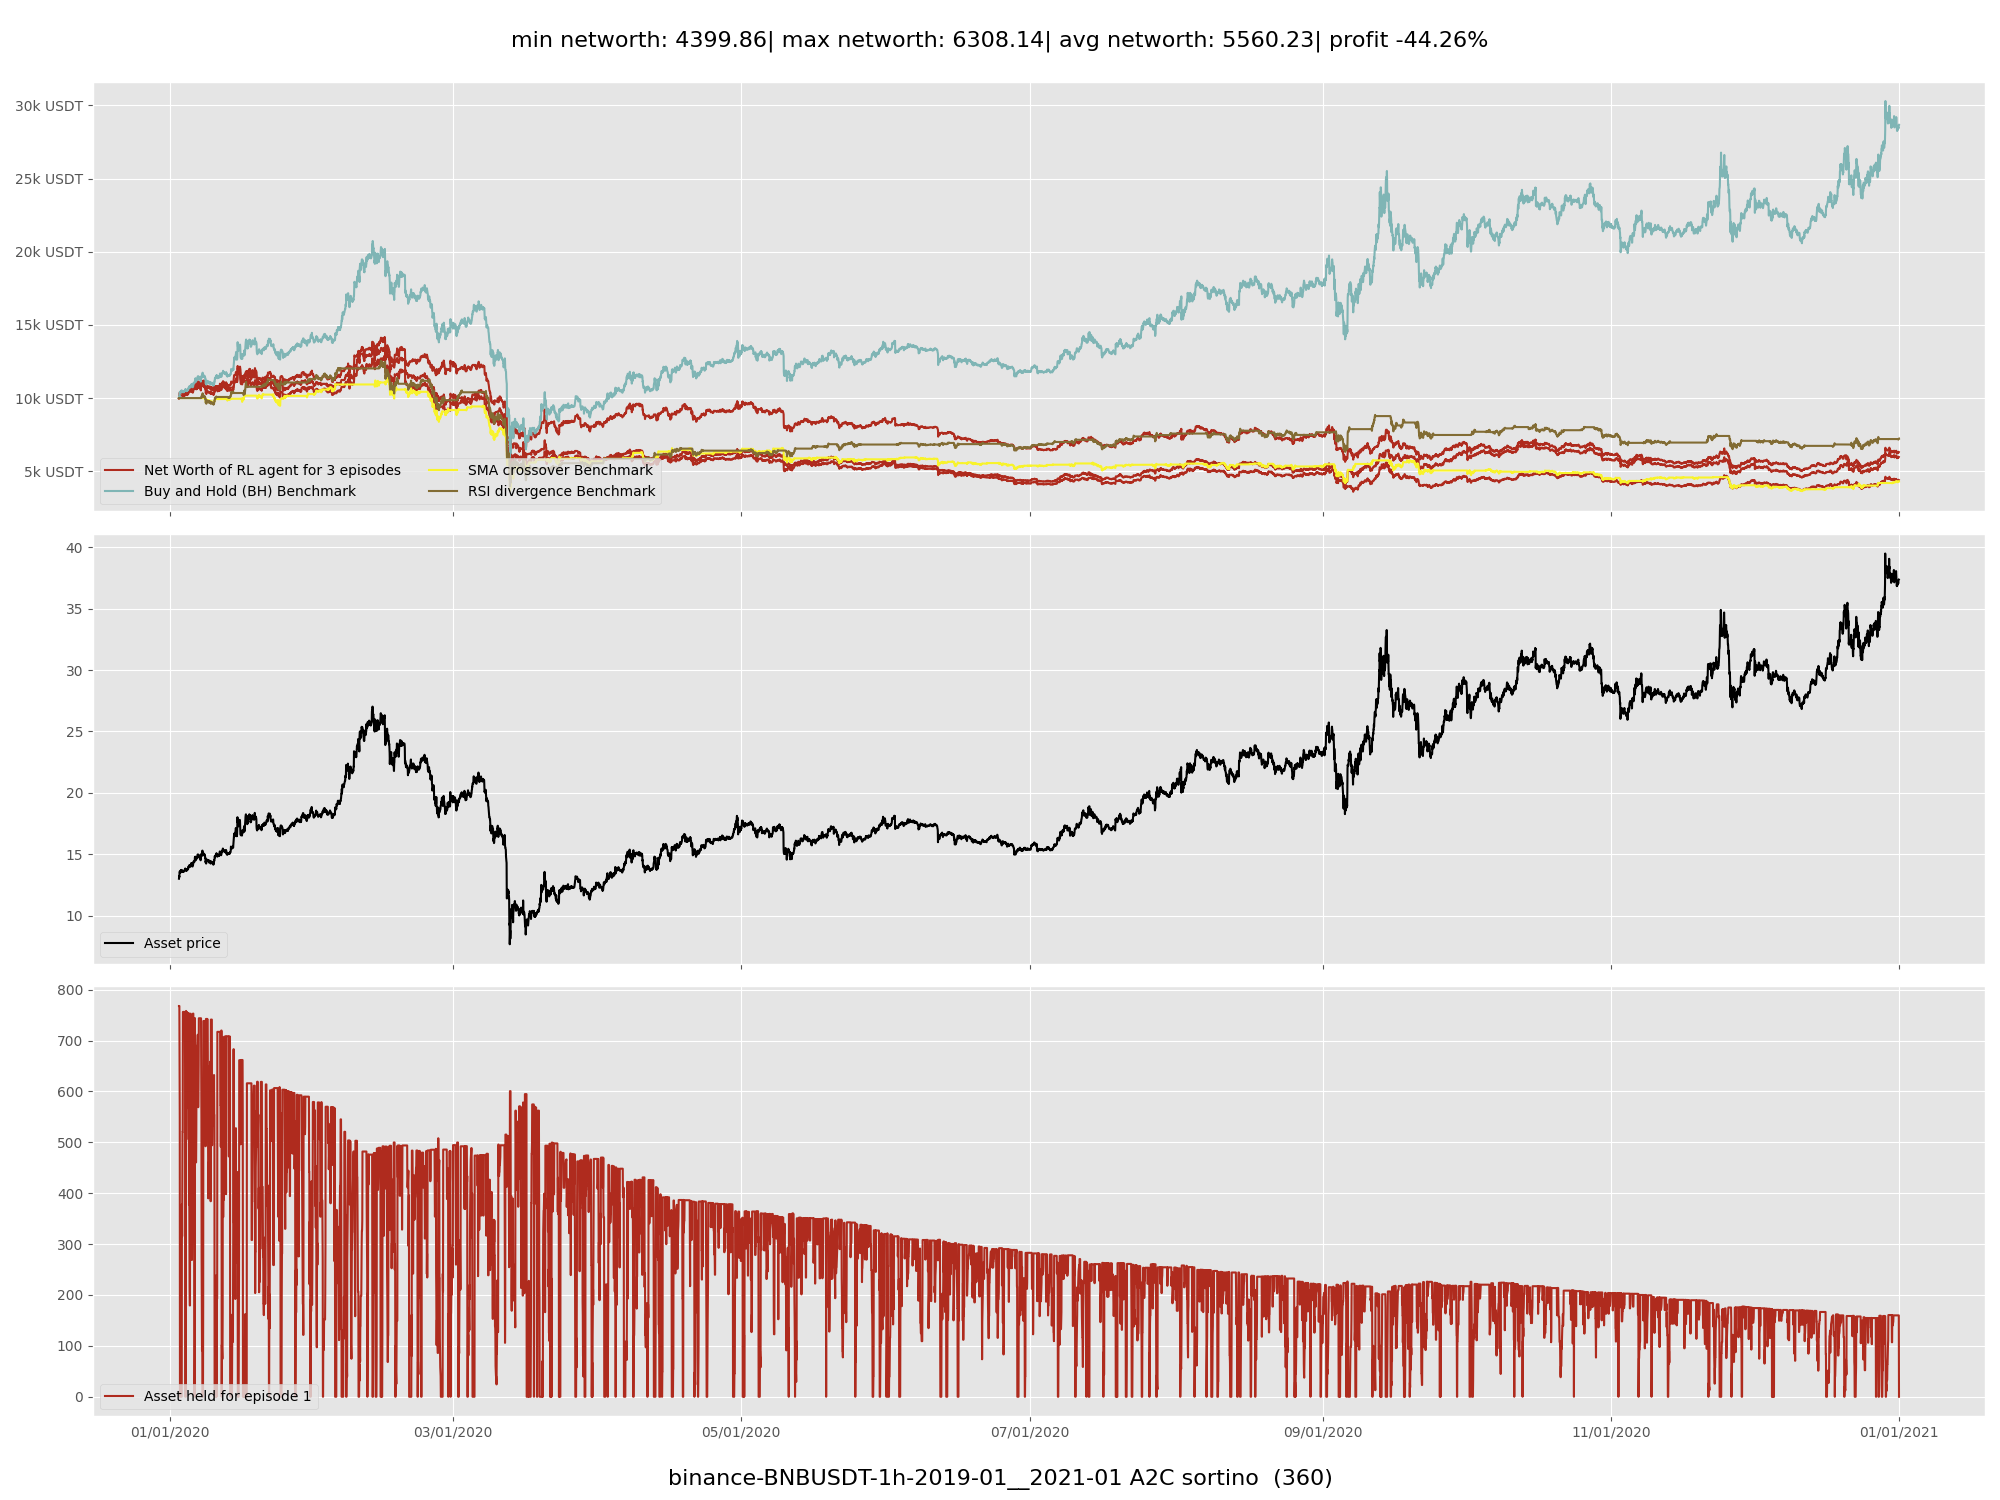 min networth: 4399.86| max networth: 6308.14| avg networth: 5560.23| profit -44.26%
30k USDT
25k USDT
20k USDT
15k USDT
10k USDT
5k USDT
Net Worth of RL agent for 3 episodes
Buy and Hold (BH) Benchmark
SMA crossover Benchmark
RSI divergence Benchmark
40
35
30
25
20
15
10
Asset price
800
700
600
500
400
300
200
100
0
Asset held for episode 1
01/01/2020 03/01/2020 05/01/2020 07/01/2020 09/01/2020 11/01/2020 01/01/2021
binance-BNBUSDT-1h-2019-01__2021-01 A2C sortino (360)